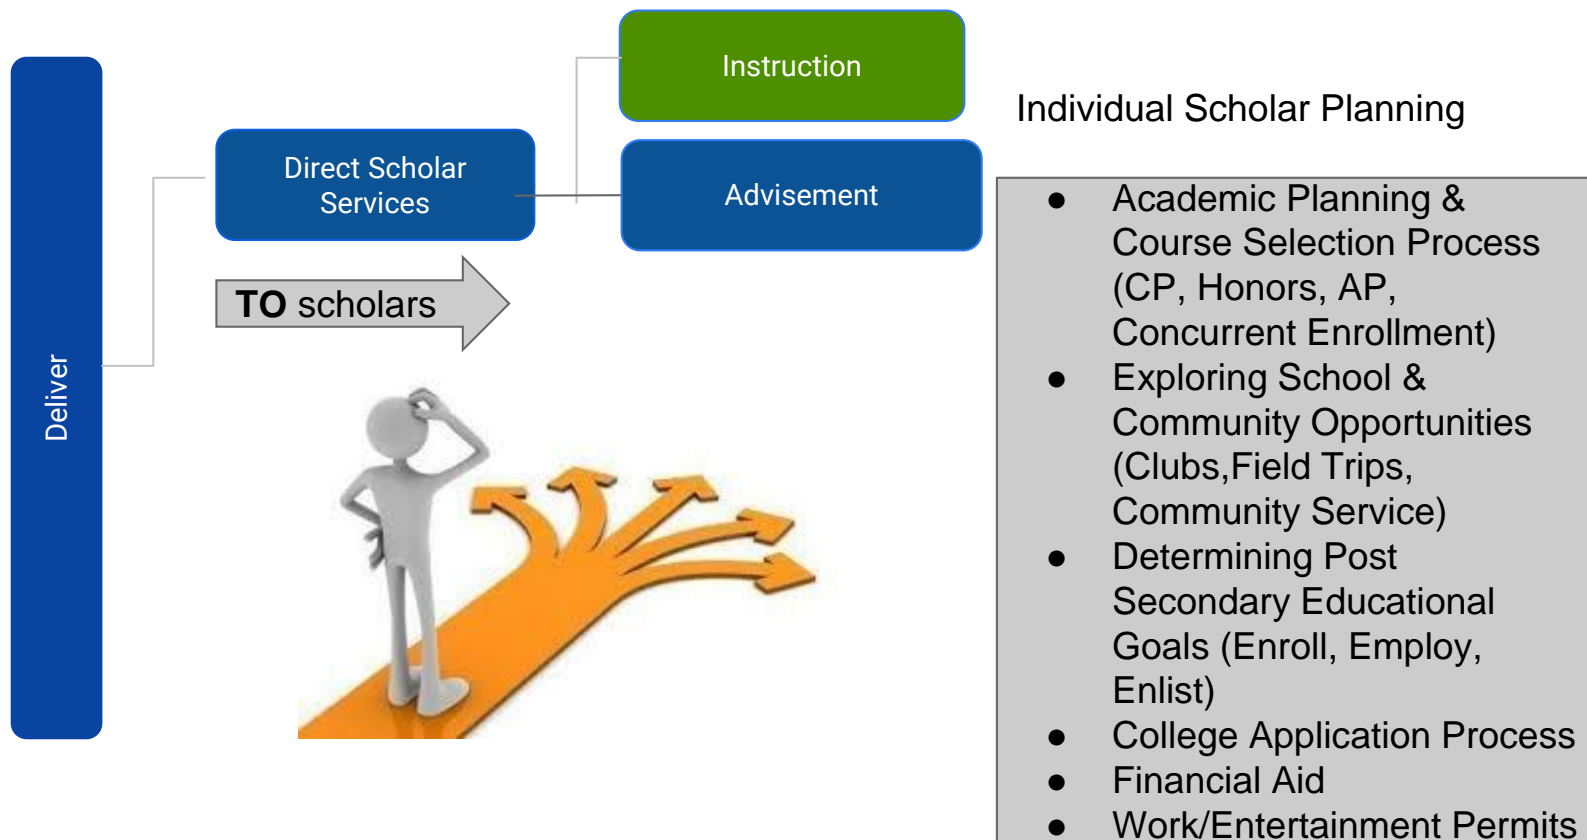 Instruction
Individual Scholar Planning
Direct Scholar
Services
Advisement
TO scholars
Deliver
● Academic Planning &
Course Selection Process
(CP, Honors, AP,
Concurrent Enrollment)
● Exploring School &
Community Opportunities
(Clubs,Field Trips,
Community Service)
● Determining Post
Secondary Educational
Goals (Enroll, Employ,
Enlist)
● College Application Process
● Financial Aid
● Work/Entertainment Permits